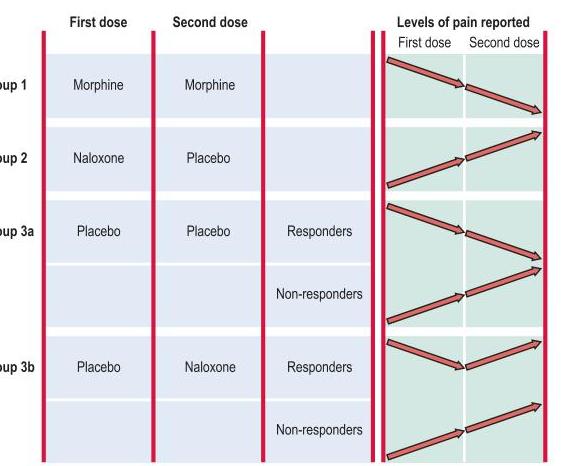 First dose Second dose Levels of pain reported
First dose Second dose
oup 1 Morphine Morphine
oup 2 Naloxone Placebo
oup 3a Placebo Placebo Responders
Non-responders
oup 3b Placebo Naloxone Responders
Non-responders